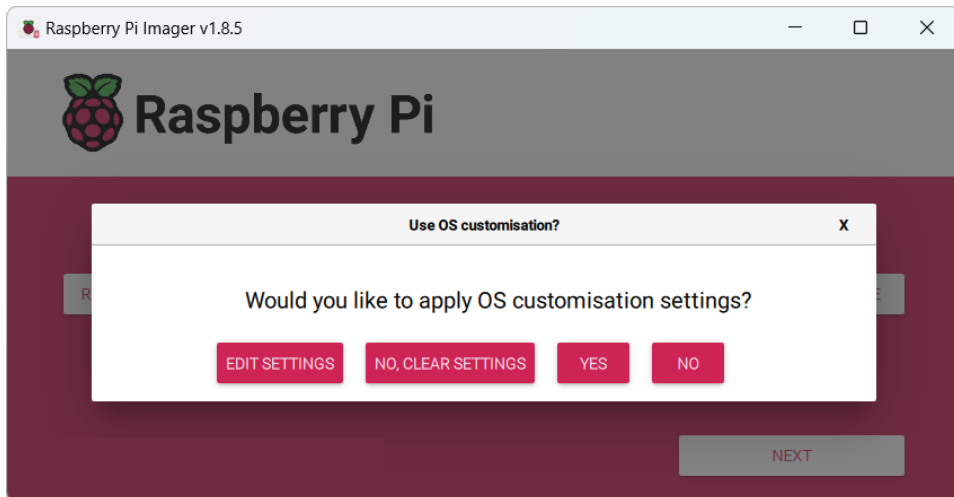 Raspberry Pi Imager v1.8.5
Raspberry Pi
Use OS customisation?
X
Would you like to apply OS customisation settings?
EDIT SETTINGS
NO, CLEAR SETTINGS
YES
NO
NEXT